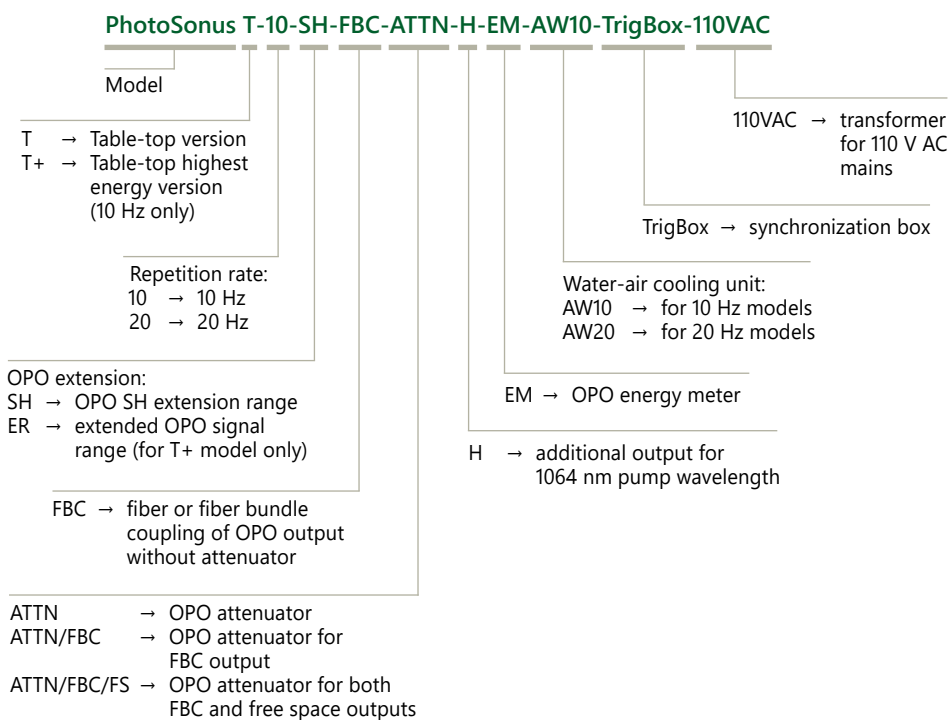 PhotoSonus T-10-SH-FBC-ATTN-H-EM-AW10-TrigBox-110VAC
Model
T → Table-top version
T+ → Table-top highest
energy version
(10 Hz only)
Repetition rate:
10 → 10 Hz
20 → 20 Hz
OPO extension:
SH → OPO SH extension range
ER → extended OPO signal
range (for T+ model only)
FBC → fiber or fiber bundle
coupling of OPO output
without attenuator
ATTN → OPO attenuator
ATTN/FBC → OPO attenuator for
FBC output
ATTN/FBC/FS → OPO attenuator for both
FBC and free space outputs
110VAC → transformer
for 110 V AC
mains
TrigBox → synchronization box
Water-air cooling unit:
AW10 → for 10 Hz models
AW20 → for 20 Hz models
EM → OPO energy meter
H → additional output for
1064 nm pump wavelength